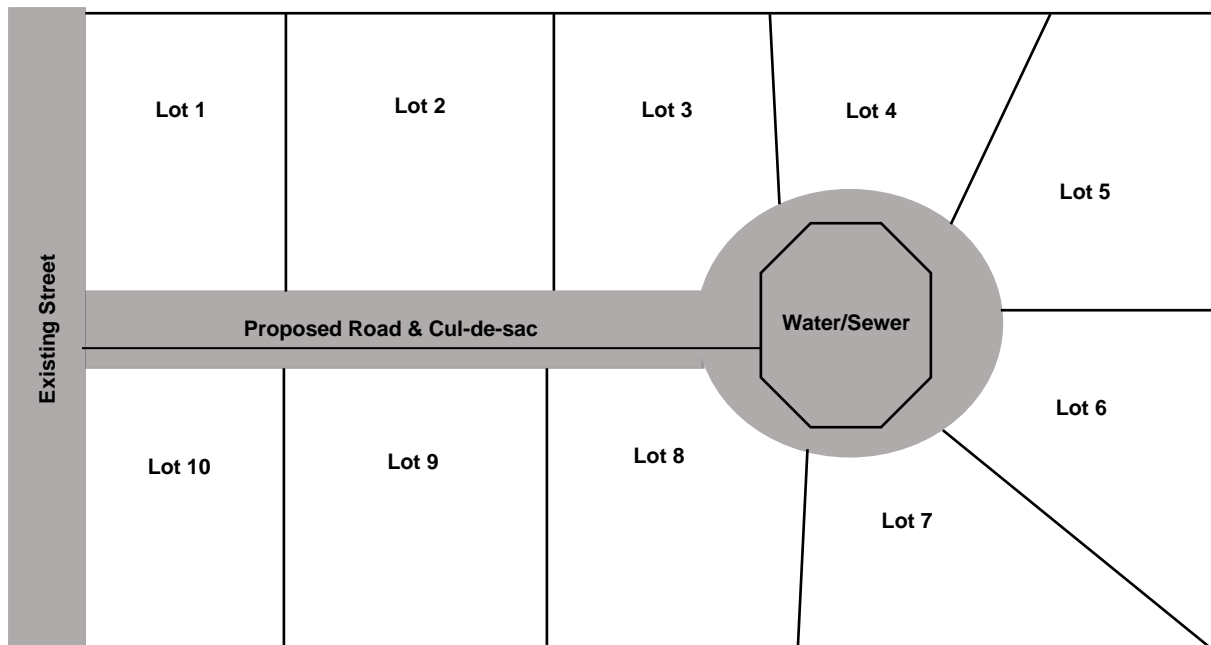 Lot 1
Lot 2
Lot 3
Lot 4
Lot 5
Existing Street
Proposed Road & Cul-de-sac
Water/Sewer
Lot 10
Lot 9
Lot 8
Lot 7
Lot 6